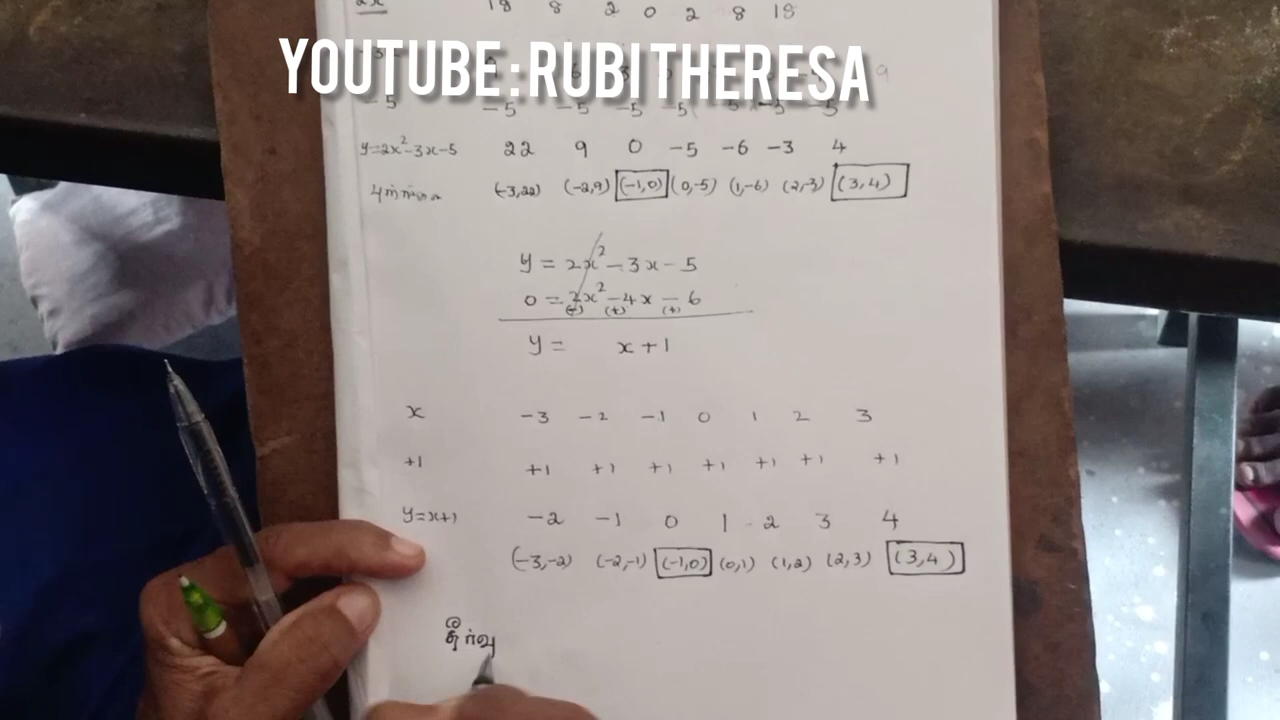 2x² 18 8 2 0 2 8 18
YOUTUBE : RUBI THERESA
-5 -5 -5 -5 -5 -5 -5 -5
y=2x²-3x-5 22 9 0 -5 -6 -3 4
(-3,22) (-2,9) (-1,0) (0,-5) (1,-6) (2,-3) (3,4)
y = 2x² - 3x - 5
0 = 2x² - 4x - 6
(-) (+) (+)
y = x + 1
x -3 -2 -1 0 1 2 3
+1 +1 +1 +1 +1 +1 +1 +1
y=x+1 -2 -1 0 1 2 3 4
(-3,-2) (-2,-1) (-1,0) (0,1) (1,2) (2,3) (3,4)
தீர்வு